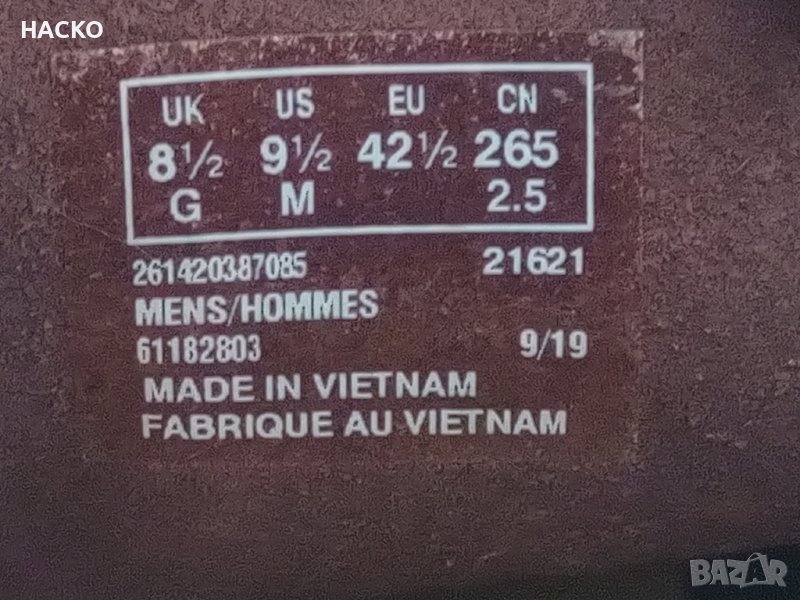 HACKO
UK US EU CN
8½ 9½ 42½ 265
G M 2.5
261420387085 21621
MENS/HOMMES
61182803 9/19
MADE IN VIETNAM
FABRIQUE AU VIETNAM
BAZAR